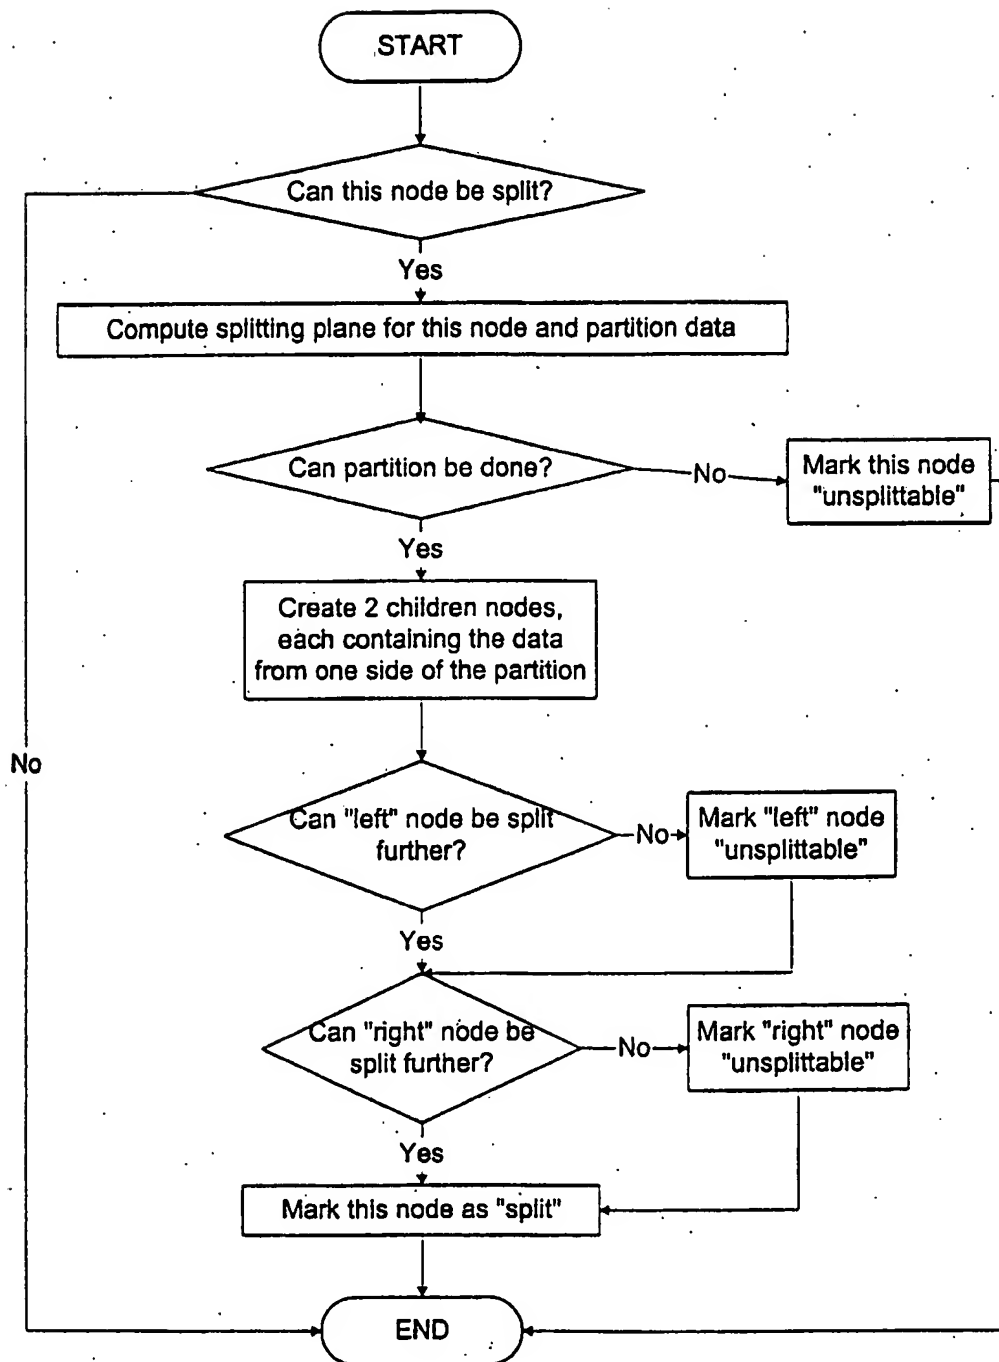 START
Can this node be split?
Yes
Compute splitting plane for this node and partition data
Can partition be done?
No
Mark this node
"unsplittable"
Yes
Create 2 children nodes,
each containing the data
from one side of the partition
No
Can "left" node be split
further?
No
Mark "left" node
"unsplittable"
Yes
Can "right" node be
split further?
No
Mark "right" node
"unsplittable"
Yes
Mark this node as "split"
END